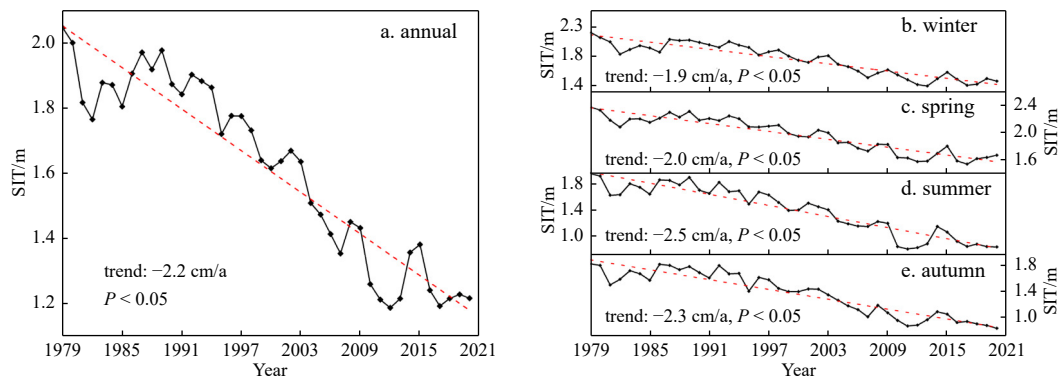 a. annual
2.0
1.8
1.6
1.4
1.2
SIT/m
trend: −2.2 cm/a
P < 0.05
1979 1985 1991 1997 2003 2009 2015 2021
Year
b. winter
2.3
1.8
1.4
SIT/m
trend: −1.9 cm/a, P < 0.05
c. spring
2.4
2.0
1.6
SIT/m
trend: −2.0 cm/a, P < 0.05
d. summer
1.8
1.4
1.0
SIT/m
trend: −2.5 cm/a, P < 0.05
e. autumn
1.8
1.4
1.0
SIT/m
trend: −2.3 cm/a, P < 0.05
1979 1985 1991 1997 2003 2009 2015 2021
Year